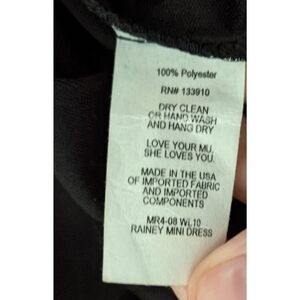 100% Polyester
RN# 133910
DRY CLEAN
OR HAND WASH
AND HANG DRY
LOVE YOUR MU.
SHE LOVES YOU.
MADE IN THE USA
OF IMPORTED FABRIC
AND IMPORTED
COMPONENTS
MR4-08 WL10
RAINEY MINI DRESS